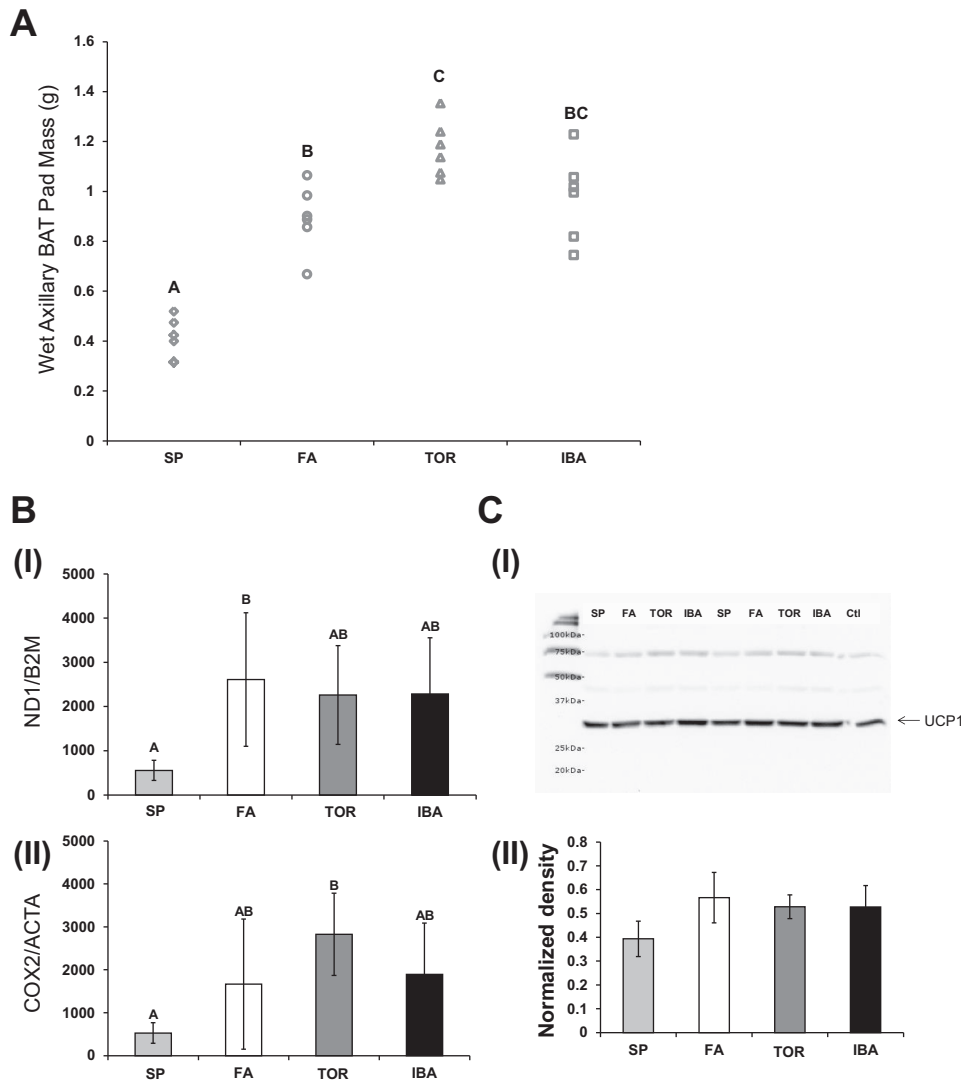 A
Wet Axillary BAT Pad Mass (g)
1.6
1.4
1.2
1
0.8
0.6
0.4
0.2
0
A
B
C
BC
SP FA TOR IBA
B
(I)
ND1/B2M
5000
4000
3000
2000
1000
0
A
B
AB
AB
SP FA TOR IBA
(II)
COX2/ACTA
5000
4000
3000
2000
1000
0
A
AB
B
AB
SP FA TOR IBA
C
(I)
SP FA TOR IBA SP FA TOR IBA Ctl
100kDa-
75kDa-
50kDa-
37kDa-
25kDa-
20kDa-
← UCP1
(II)
Normalized density
0.8
0.7
0.6
0.5
0.4
0.3
0.2
0.1
0
SP FA TOR IBA